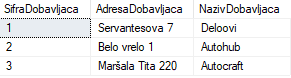 SifraDobavljaca AdresaDobavljaca NazivDobavljaca
1 Servantesova 7 Deloovi
2 Belo vrelo 1 Autohub
3 Maršala Tita 220 Autocraft